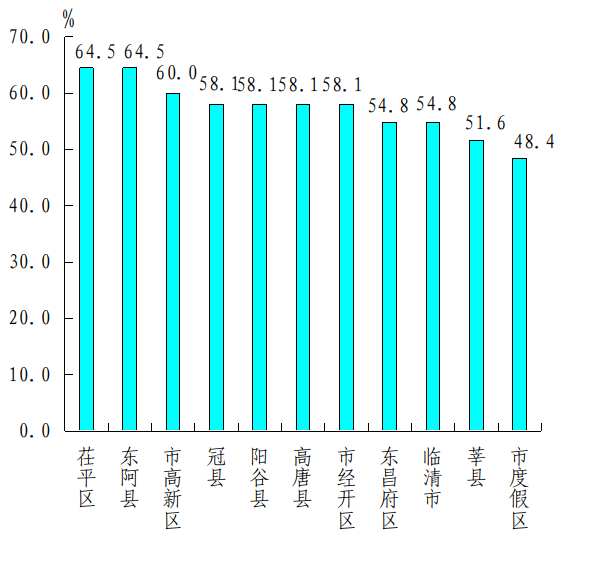 %
70.0
60.0
50.0
40.0
30.0
20.0
10.0
0.0
64.5
64.5
60.0
58.1
58.1
58.1
58.1
54.8
54.8
51.6
48.4
茌平区
东阿县
市高新区
冠县
阳谷县
高唐县
市经开区
东昌府区
临清市
莘县
市度假区